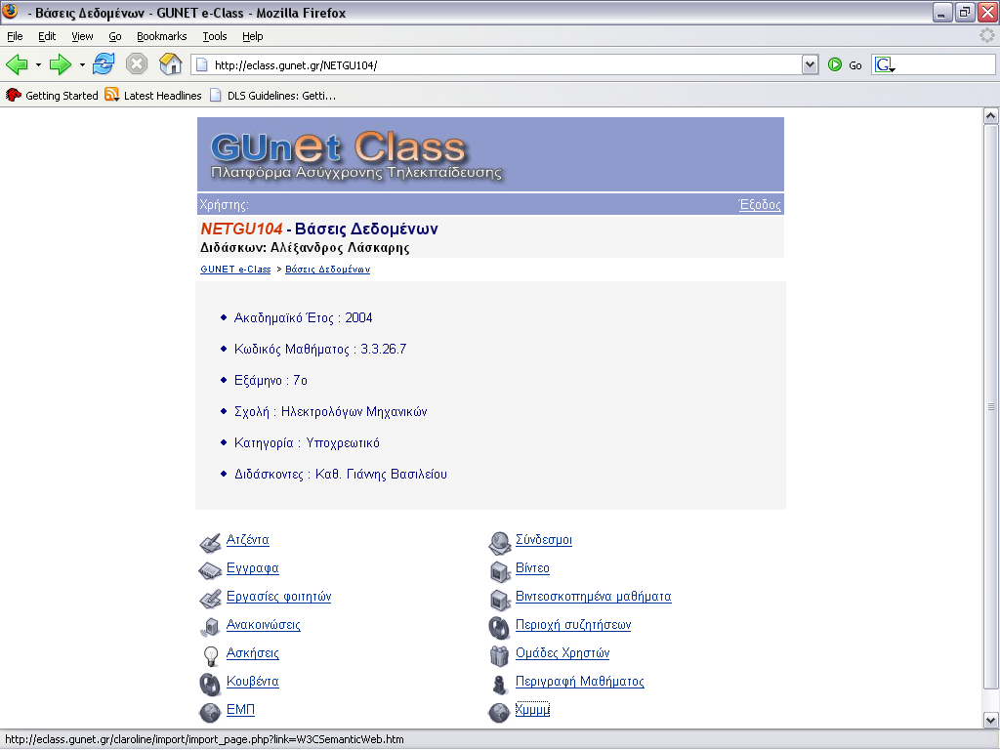 - Βάσεις Δεδομένων - GUNET e-Class - Mozilla Firefox
File Edit View Go Bookmarks Tools Help
http://eclass.gunet.gr/NETGU104/ Go G
Getting Started Latest Headlines DLS Guidelines: Getti...
GUnet Class
Πλατφόρμα Ασύγχρονης Τηλεκπαίδευσης
Χρήστης: Έξοδος
NETGU104 - Βάσεις Δεδομένων
Διδάσκων: Αλέξανδρος Λάσκαρης
GUNET e-Class > Βάσεις Δεδομένων
Ακαδημαϊκό Έτος : 2004
Κωδικός Μαθήματος : 3.3.26.7
Εξάμηνο : 7ο
Σχολή : Ηλεκτρολόγων Μηχανικών
Κατηγορία : Υποχρεωτικό
Διδάσκοντες : Καθ. Γιάννης Βασιλείου
Ατζέντα Σύνδεσμοι
Εγγραφα Βίντεο
Εργασίες φοιτητών Βιντεοσκοπημένα μαθήματα
Ανακοινώσεις Περιοχή συζητήσεων
Ασκήσεις Ομάδες Χρηστών
Κουβέντα Περιγραφή Μαθήματος
ΕΜΠ Χμμμμ
http://eclass.gunet.gr/claroline/import/import_page.php?link=W3CSemanticWeb.htm